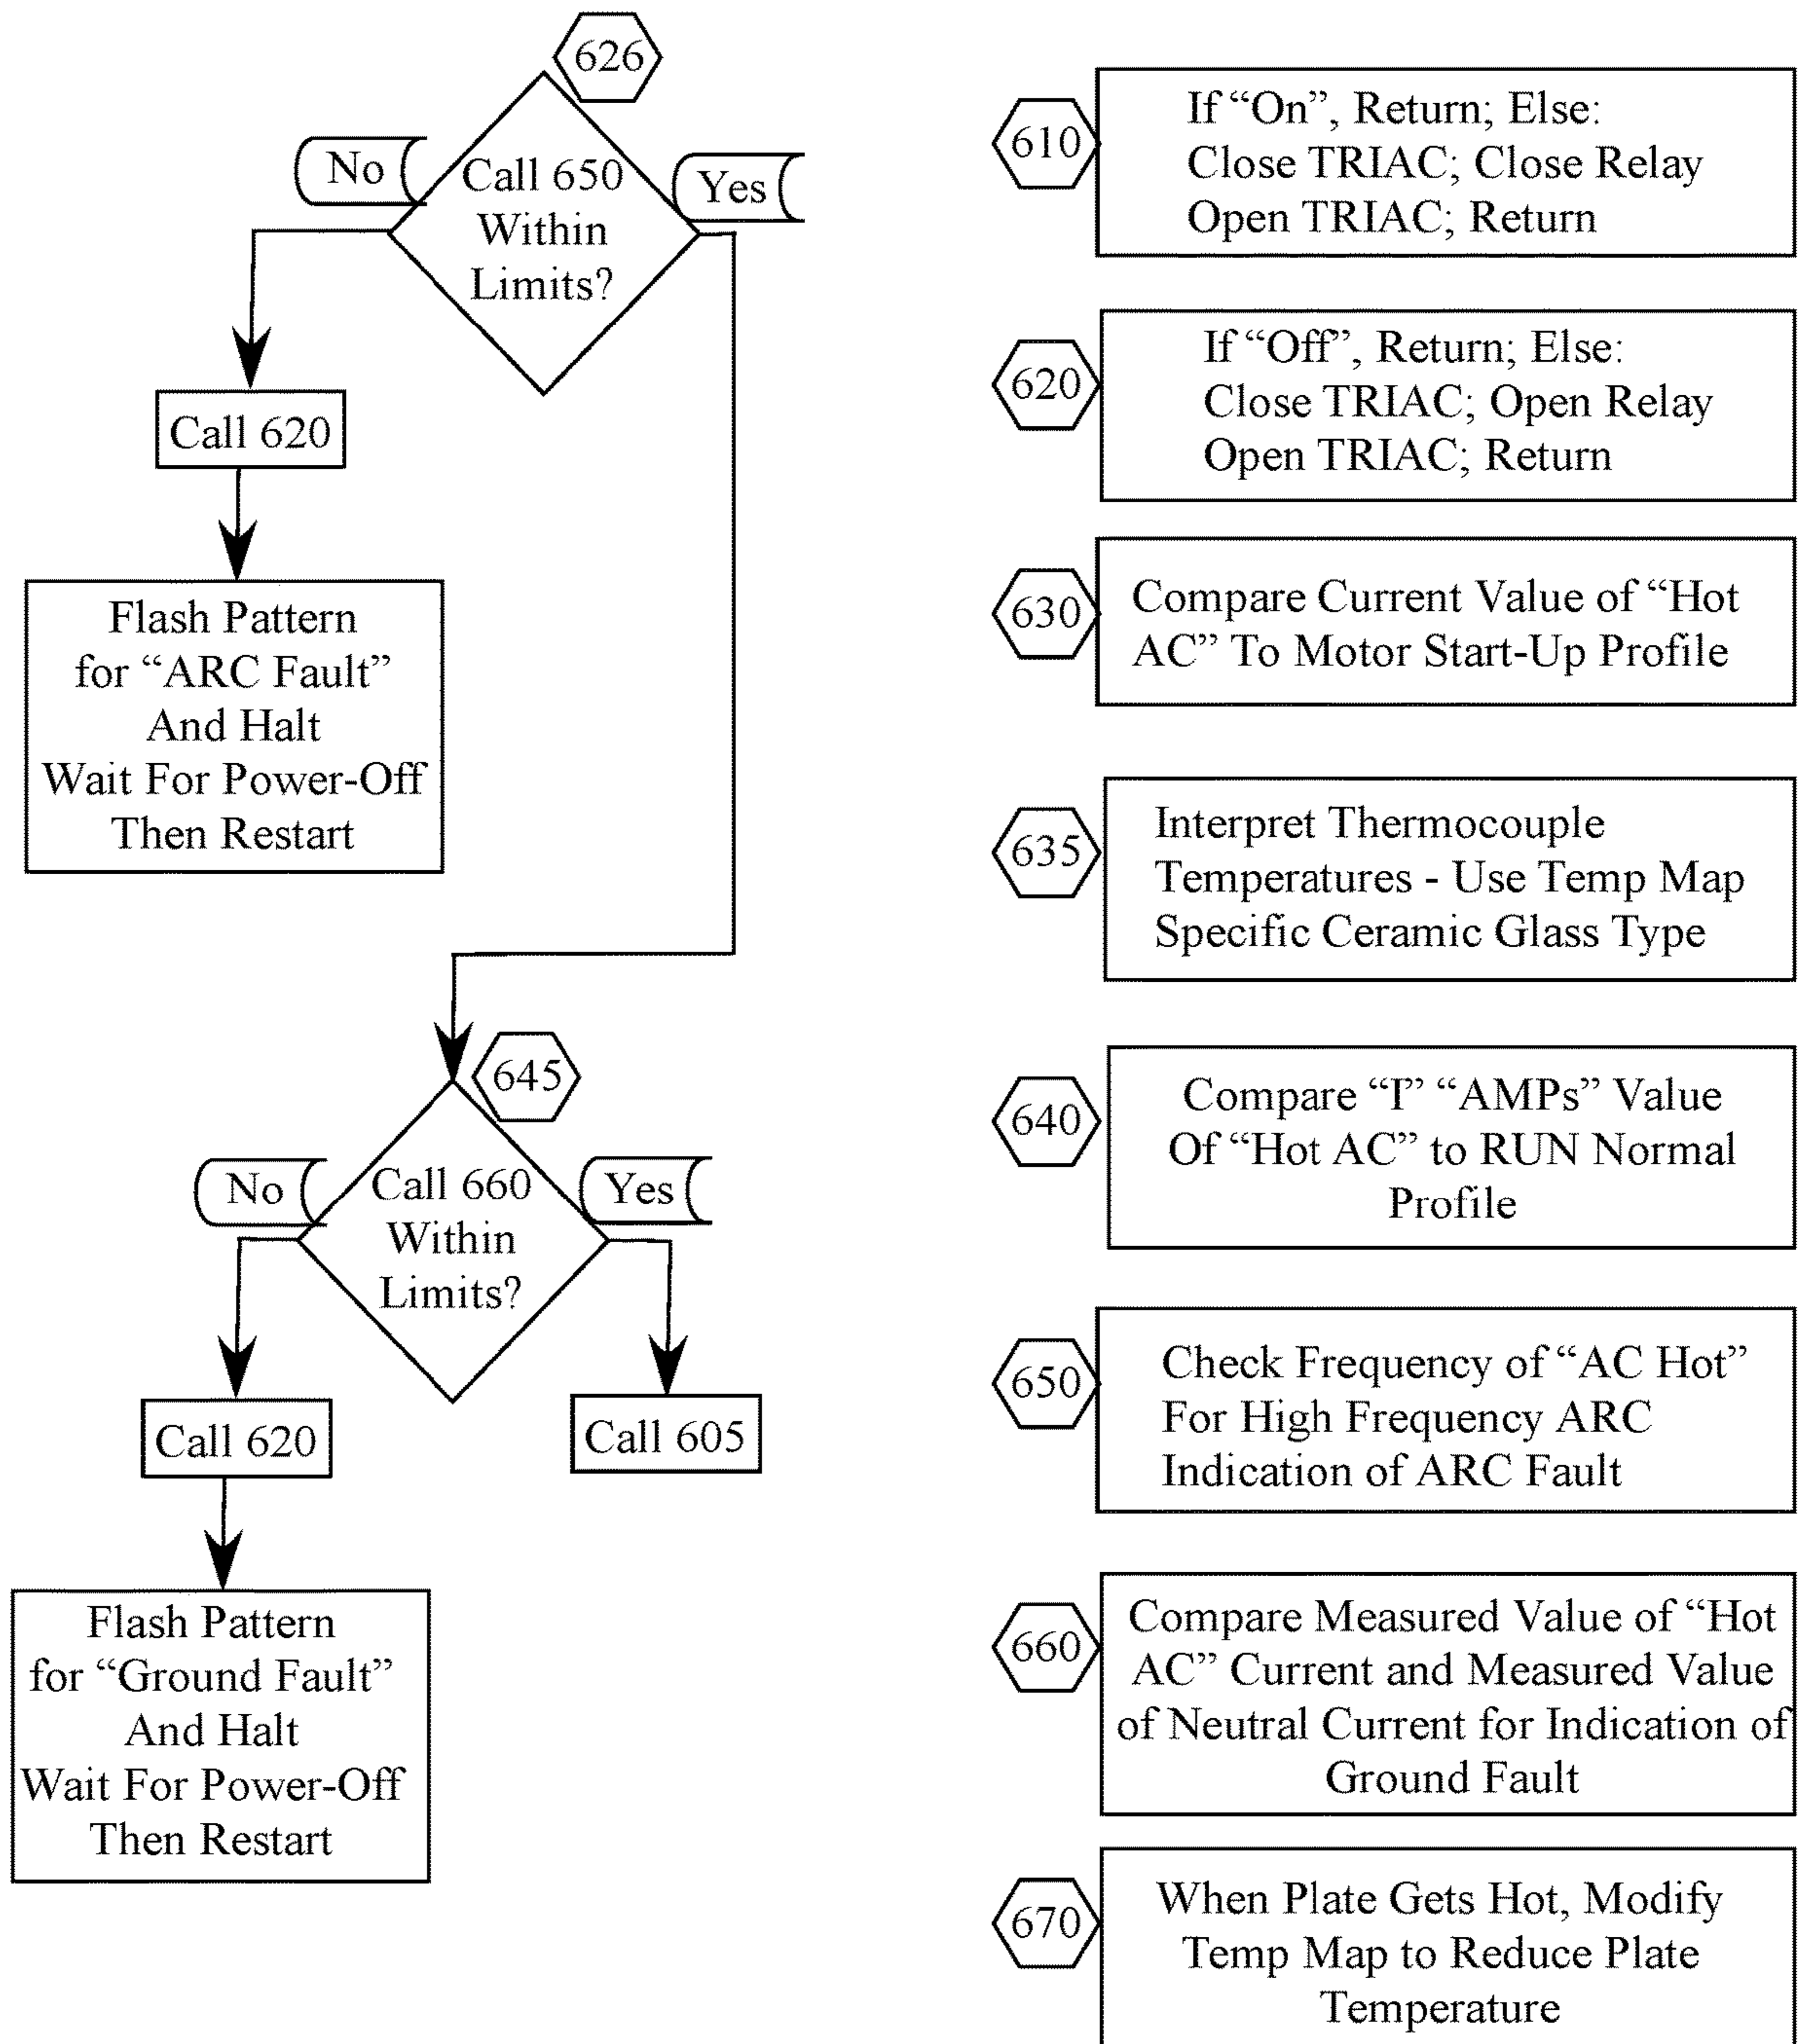 626
No
Yes
Call 650
Within
Limits?
Call 620
Flash Pattern
for “ARC Fault”
And Halt
Wait For Power-Off
Then Restart
645
No
Yes
Call 660
Within
Limits?
Call 620
Call 605
Flash Pattern
for “Ground Fault”
And Halt
Wait For Power-Off
Then Restart
610
If “On”, Return; Else:
Close TRIAC; Close Relay
Open TRIAC; Return
620
If “Off”, Return; Else:
Close TRIAC; Open Relay
Open TRIAC; Return
630
Compare Current Value of “Hot
AC” To Motor Start-Up Profile
635
Interpret Thermocouple
Temperatures - Use Temp Map
Specific Ceramic Glass Type
640
Compare “I” “AMPs” Value
Of “Hot AC” to RUN Normal
Profile
650
Check Frequency of “AC Hot”
For High Frequency ARC
Indication of ARC Fault
660
Compare Measured Value of “Hot
AC” Current and Measured Value
of Neutral Current for Indication of
Ground Fault
670
When Plate Gets Hot, Modify
Temp Map to Reduce Plate
Temperature